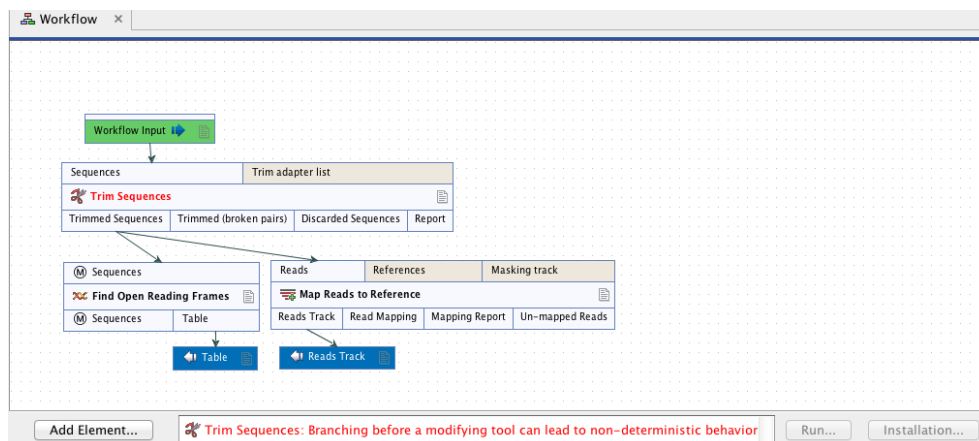 Workflow ×
Workflow Input
Sequences Trim adapter list
Trim Sequences
Trimmed Sequences Trimmed (broken pairs) Discarded Sequences Report
M Sequences
Reads References Masking track
Find Open Reading Frames
Map Reads to Reference
M Sequences Table
Reads Track Read Mapping Mapping Report Un-mapped Reads
Table
Reads Track
Add Element...
Trim Sequences: Branching before a modifying tool can lead to non-deterministic behavior
Run...
Installation...